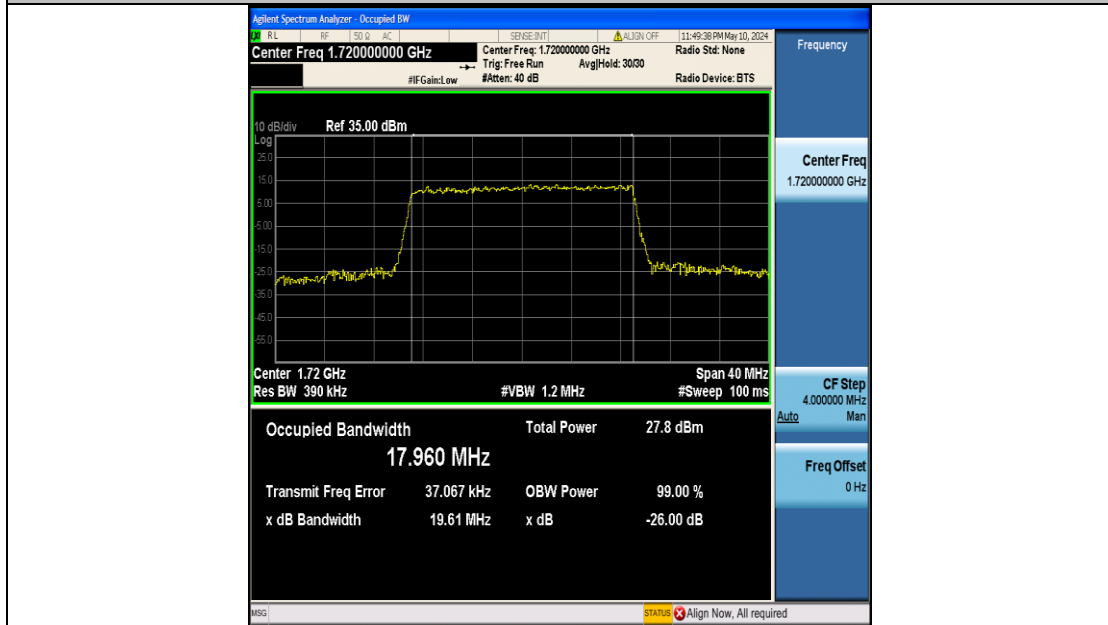 Agilent Spectrum Analyzer - Occupied BW
RL RF 50 Ω AC SENSE:INT ALIGN OFF 11:49:38 PM May 10, 2024
Center Freq 1.720000000 GHz
Center Freq: 1.720000000 GHz
Radio Std: None
Trig: Free Run Avg|Hold: 30/30
#IFGain:Low
#Atten: 40 dB
Radio Device: BTS
Frequency
10 dB/div Ref 35.00 dBm
Log
25.0
15.0
5.00
-5.00
-15.0
-25.0
-35.0
-45.0
-55.0
Center 1.72 GHz Span 40 MHz
Res BW 390 kHz #VBW 1.2 MHz #Sweep 100 ms
Center Freq
1.720000000 GHz
CF Step
4.000000 MHz
Auto Man
Freq Offset
0 Hz
Occupied Bandwidth Total Power 27.8 dBm
17.960 MHz
Transmit Freq Error 37.067 kHz OBW Power 99.00 %
x dB Bandwidth 19.61 MHz x dB -26.00 dB
MSG STATUS Align Now, All required